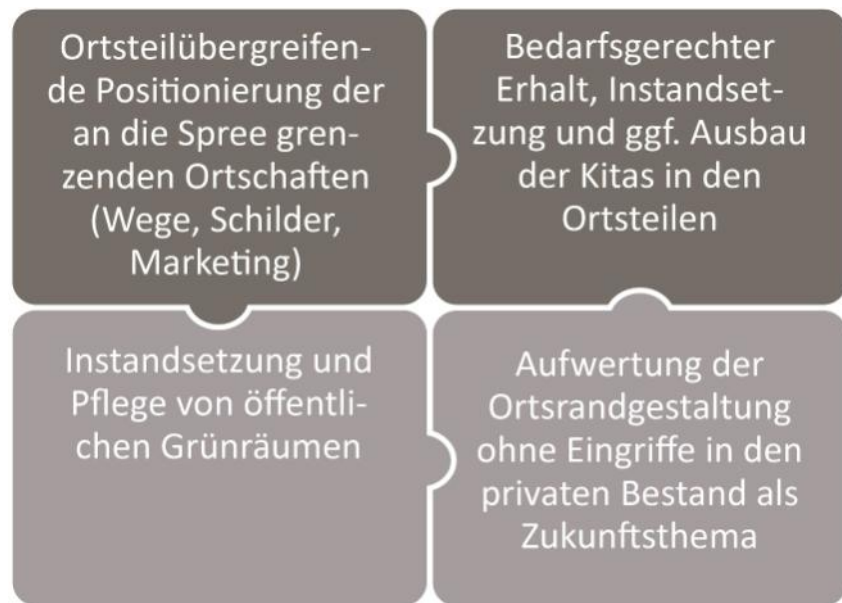 Ortsteilübergreifen-
de Positionierung der
an die Spree gren-
zenden Ortschaften
(Wege, Schilder,
Marketing)
Bedarfsgerechter
Erhalt, Instandset-
zung und ggf. Ausbau
der Kitas in den
Ortsteilen
Instandsetzung und
Pflege von öffentli-
chen Grünräumen
Aufwertung der
Ortsrandgestaltung
ohne Eingriffe in den
privaten Bestand als
Zukunftsthema